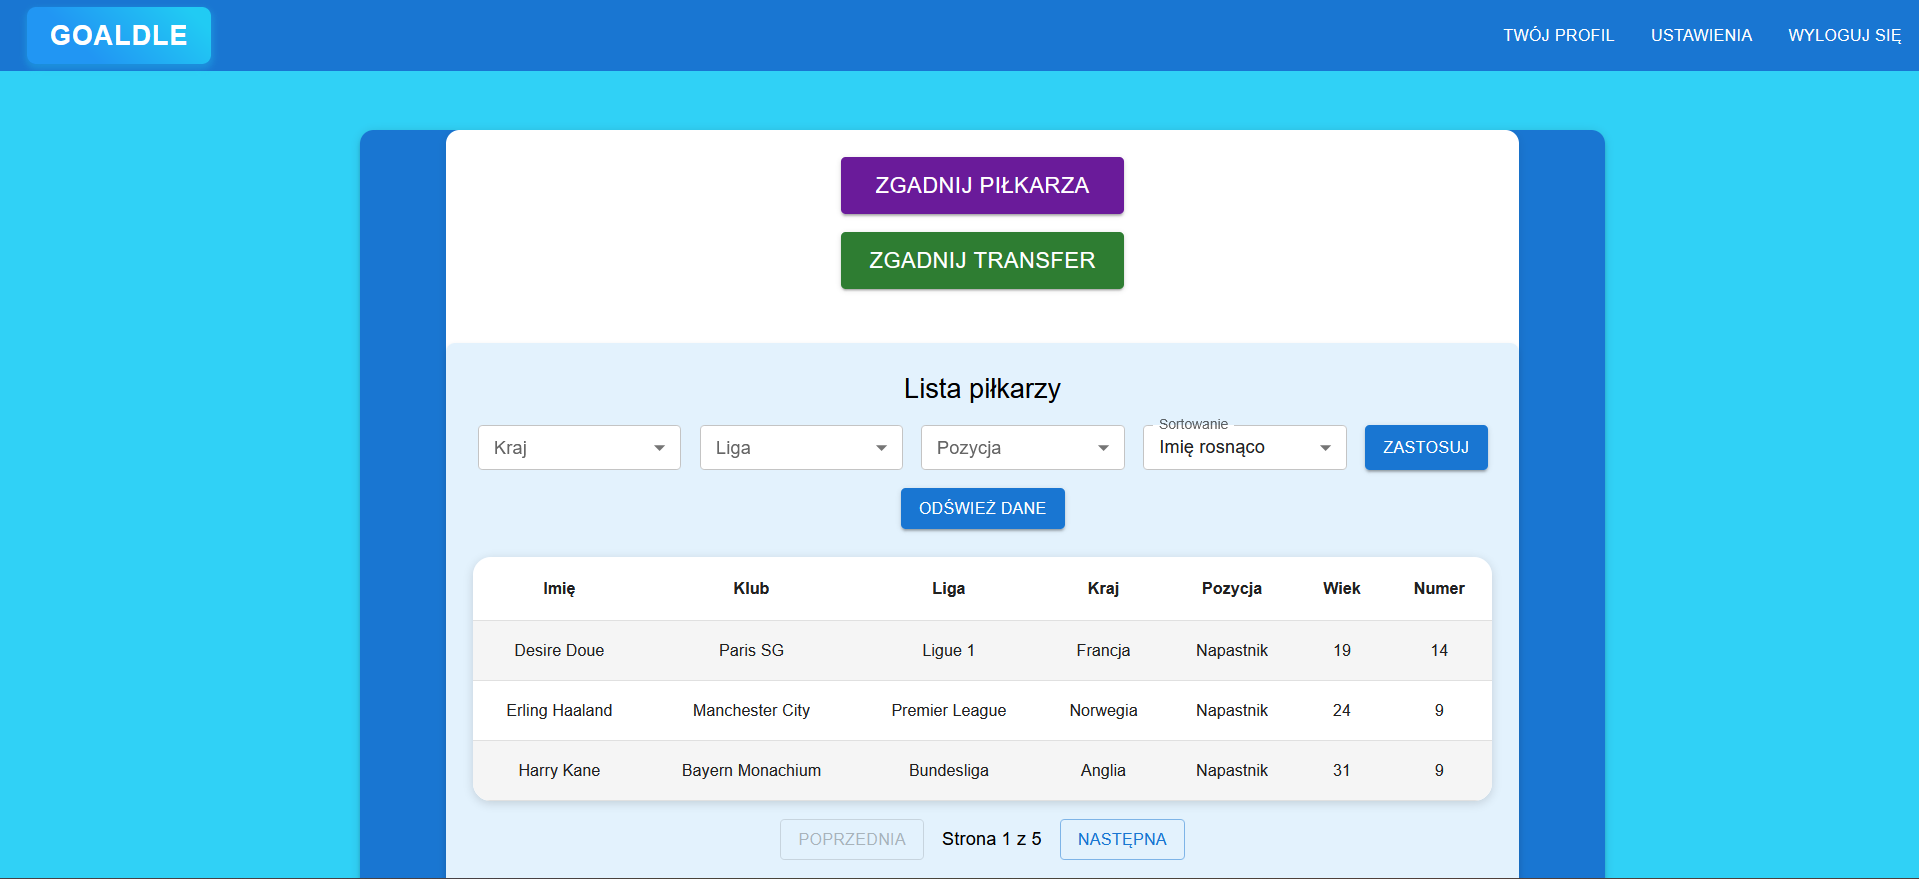 GOALDLE TWÓJ PROFIL USTAWIENIA WYLOGUJ SIĘ
ZGADNIJ PIŁKARZA
ZGADNIJ TRANSFER
Lista piłkarzy
Kraj Liga Pozycja Sortowanie Imię rosnąco ZASTOSUJ
ODŚWIEŻ DANE
Imię Klub Liga Kraj Pozycja Wiek Numer
Desire Doue Paris SG Ligue 1 Francja Napastnik 19 14
Erling Haaland Manchester City Premier League Norwegia Napastnik 24 9
Harry Kane Bayern Monachium Bundesliga Anglia Napastnik 31 9
POPRZEDNIA Strona 1 z 5 NASTĘPNA